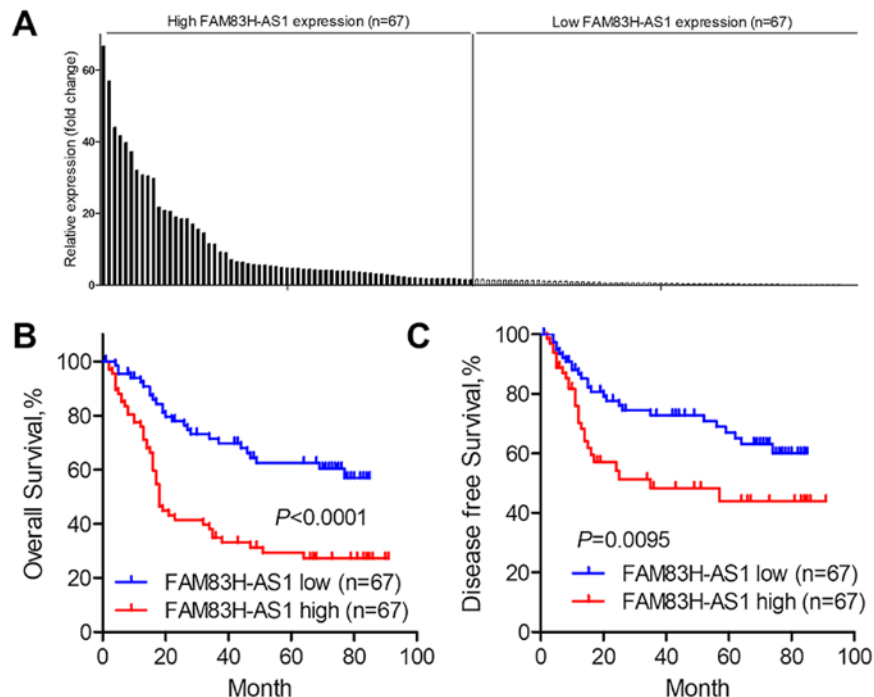 A
High FAM83H-AS1 expression (n=67)
Low FAM83H-AS1 expression (n=67)
Relative expression (fold change)
60
40
20
0
B
Overall Survival,%
100
80
60
40
20
0
P<0.0001
FAM83H-AS1 low (n=67)
FAM83H-AS1 high (n=67)
0 20 40 60 80 100
Month
C
Disease free Survival,%
100
80
60
40
20
0
P=0.0095
FAM83H-AS1 low (n=67)
FAM83H-AS1 high (n=67)
0 20 40 60 80 100
Month